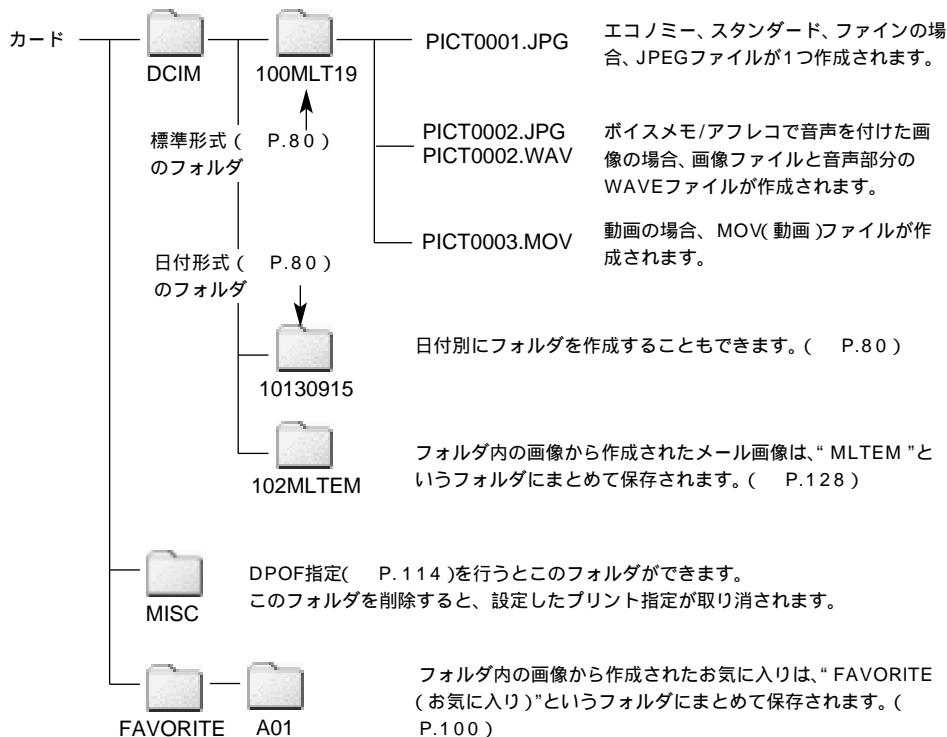 カード
DCIM
100MLT19
PICT0001.JPG
エコノミー、スタンダード、ファインの場
合、JPEGファイルが1つ作成されます。
標準形式( P.80)
のフォルダ
PICT0002.JPG
PICT0002.WAV
ボイスメモ/アフレコで音声を付けた画
像の場合、画像ファイルと音声部分の
WAVEファイルが作成されます。
PICT0003.MOV
動画の場合、MOV(動画)ファイルが作
成されます。
日付形式( P.80)
のフォルダ
10130915
日付別にフォルダを作成することもできます。( P.80)
102MLTEM
フォルダ内の画像から作成されたメール画像は、“MLTEM”と
いうフォルダにまとめて保存されます。( P.128)
MISC
DPOF指定( P.114)を行うとこのフォルダができます。
このフォルダを削除すると、設定したプリント指定が取り消されます。
FAVORITE
A01
フォルダ内の画像から作成されたお気に入りは、“FAVORITE
(お気に入り)”というフォルダにまとめて保存されます。(
P.100)